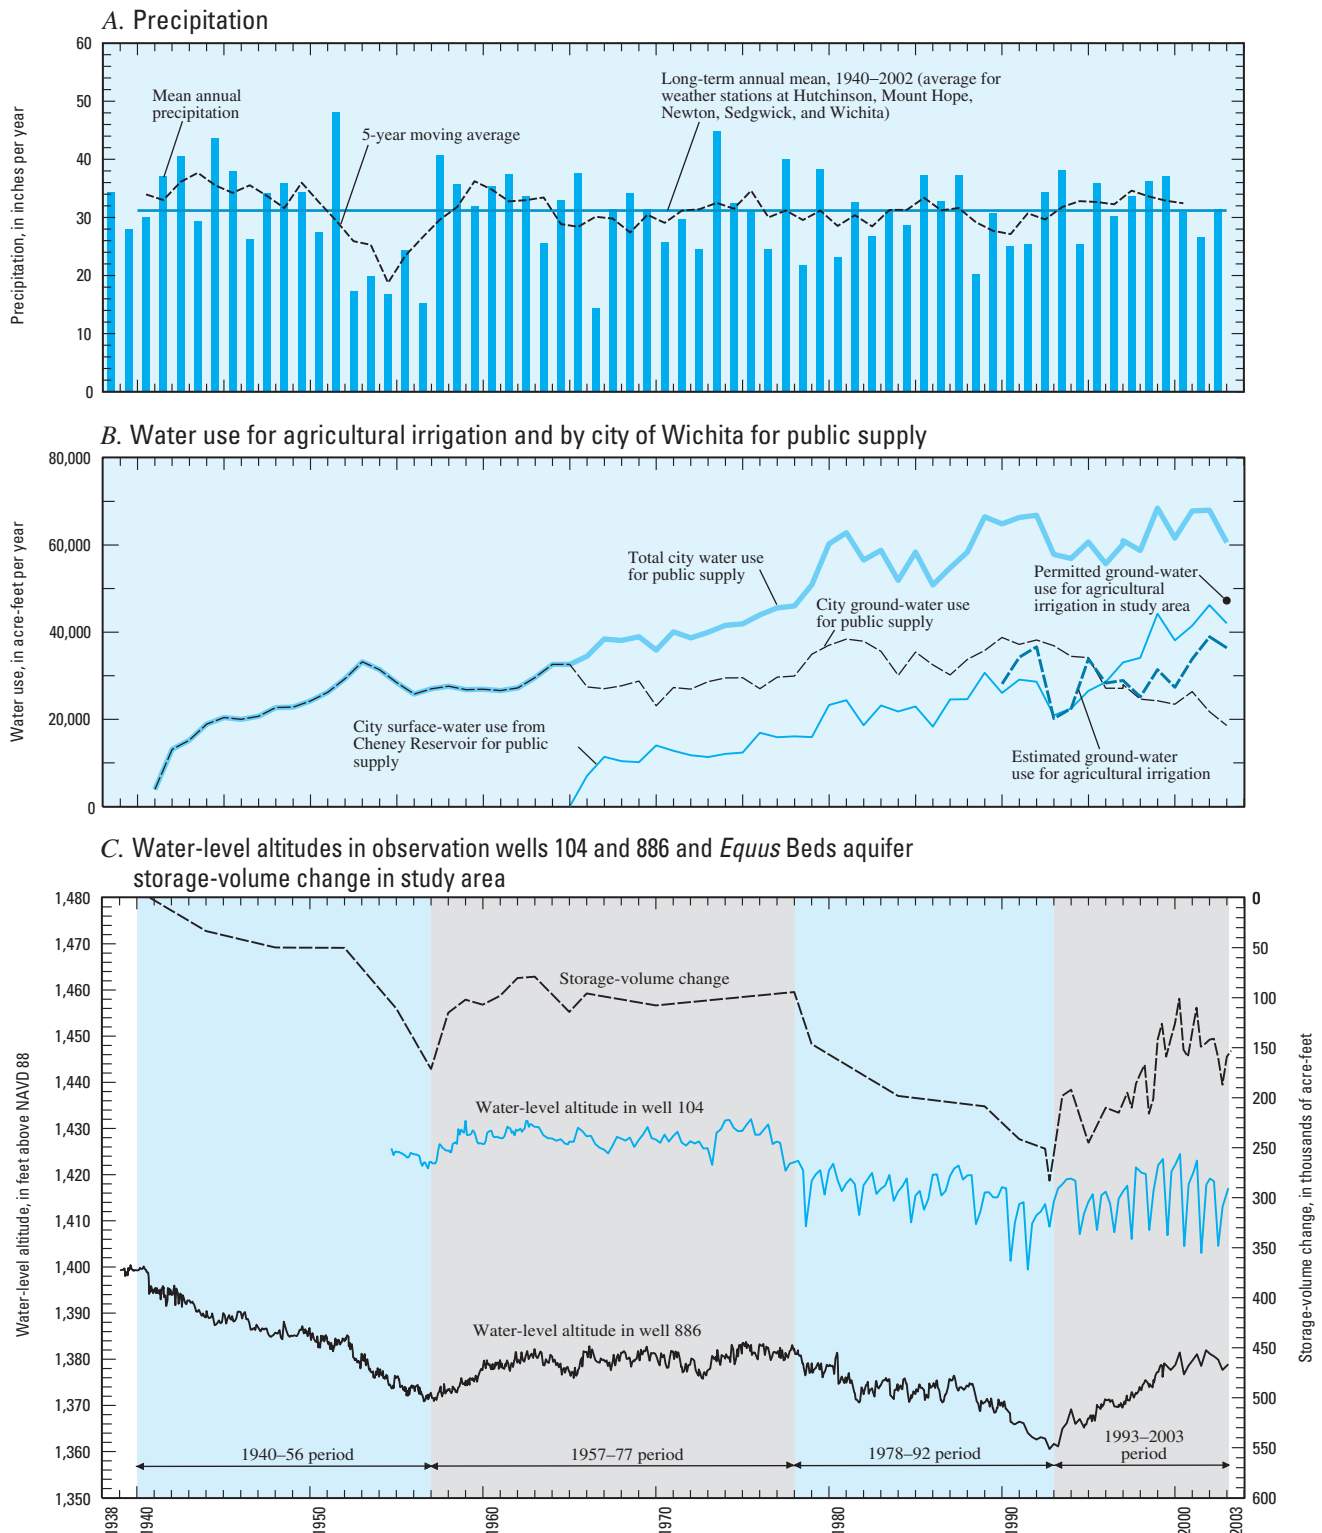 A. Precipitation
60
50
40
30
20
10
0
Precipitation, in inches per year
Mean annual
precipitation
5-year moving average
Long-term annual mean, 1940–2002 (average for
weather stations at Hutchinson, Mount Hope,
Newton, Sedgwick, and Wichita)
B. Water use for agricultural irrigation and by city of Wichita for public supply
80,000
60,000
40,000
20,000
0
Water use, in acre-feet per year
Total city water use
for public supply
City ground-water use
for public supply
Permitted ground-water
use for agricultural
irrigation in study area
City surface-water use from
Cheney Reservoir for public
supply
Estimated ground-water
use for agricultural irrigation
C. Water-level altitudes in observation wells 104 and 886 and Equus Beds aquifer
storage-volume change in study area
1,480
1,470
1,460
1,450
1,440
1,430
1,420
1,410
1,400
1,390
1,380
1,370
1,360
1,350
Water-level altitude, in feet above NAVD 88
Storage-volume change
Water-level altitude in well 104
Water-level altitude in well 886
1940–56 period
1957–77 period
1978–92 period
1993–2003
period
0
50
100
150
200
250
300
350
400
450
500
550
600
Storage-volume change, in thousands of acre-feet
1938
1940
1950
1960
1970
1980
1990
2000
2003